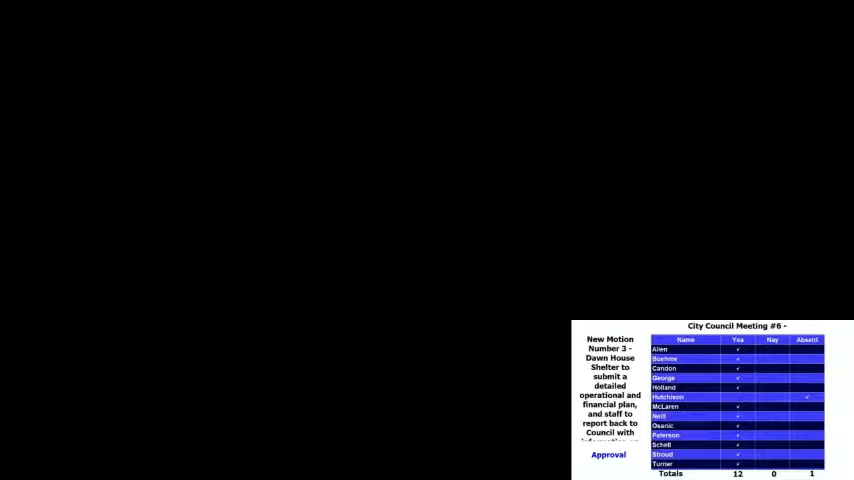 City Council Meeting #6 -
New Motion
Number 3 -
Dawn House
Shelter to
submit a
detailed
operational and
financial plan,
and staff to
report back to
Council with
Approval
Name Yea Nay Absent
Allen √
Boehme √
Candon √
George √
Holland √
Hutchison √
McLaren √
Neill √
Osanic √
Paterson √
Schell √
Stroud √
Turner √
Totals 12 0 1